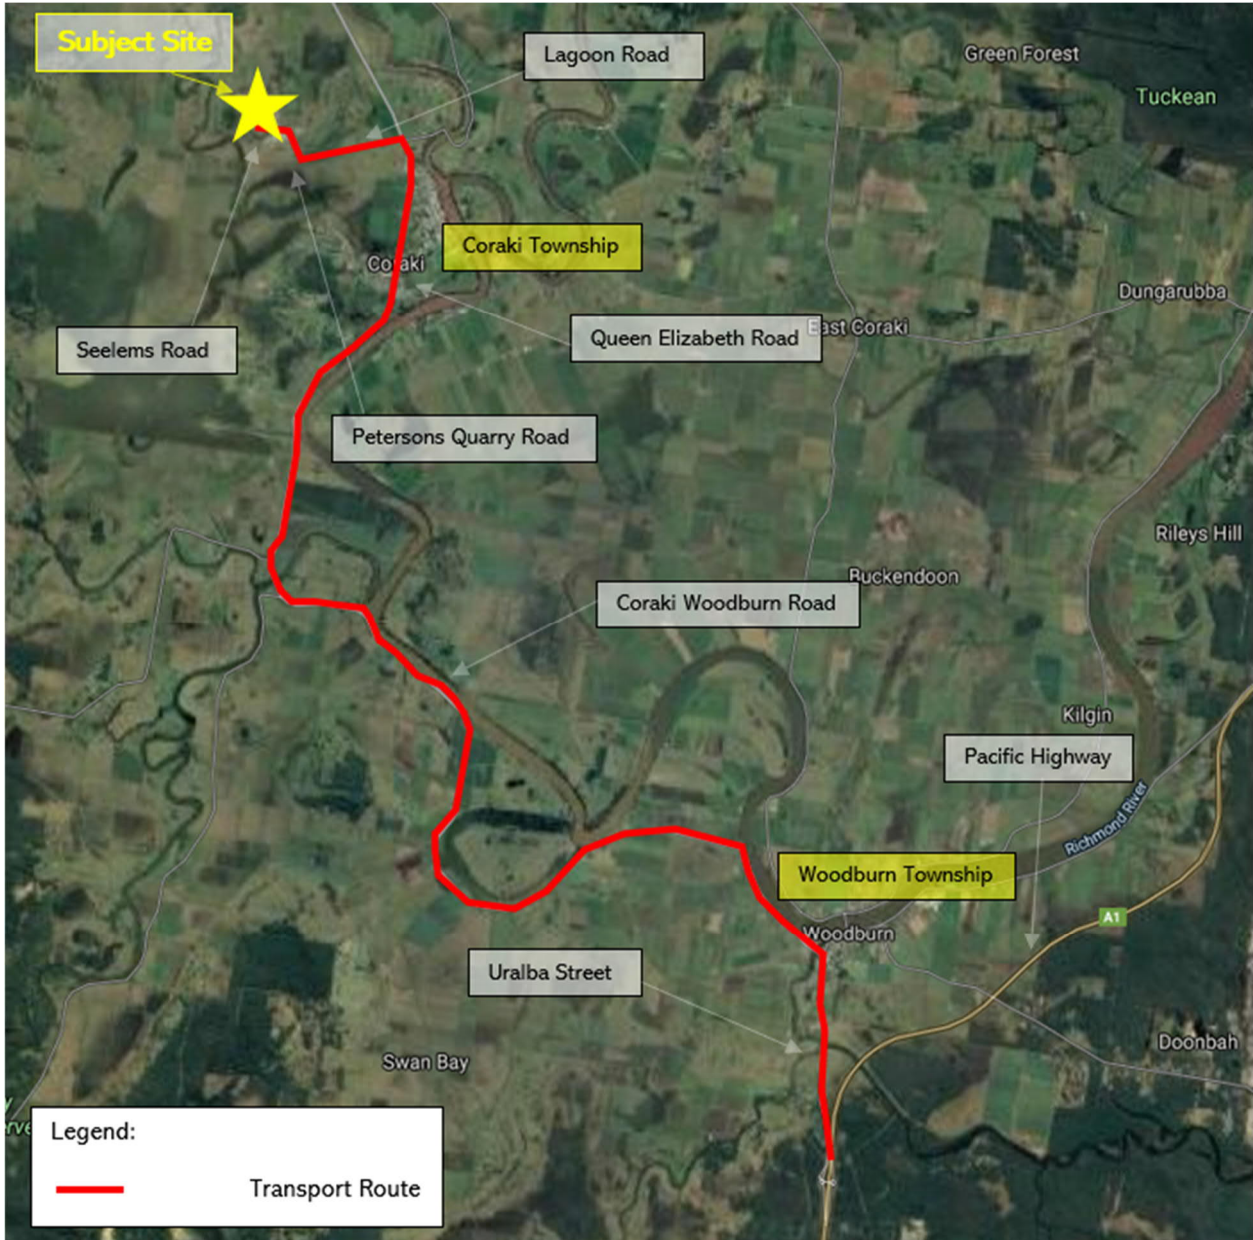 Subject Site
Lagoon Road
Green Forest
Tuckean
Coraki Township
Coraki
Dungarubba
Queen Elizabeth Road
East Coraki
Seelems Road
Petersons Quarry Road
Rileys Hill
Buckendoon
Coraki Woodburn Road
Kilgin
Pacific Highway
Richmond River
Woodburn Township
A1
Woodburn
Uralba Street
Doonbah
Swan Bay
Legend:
Transport Route